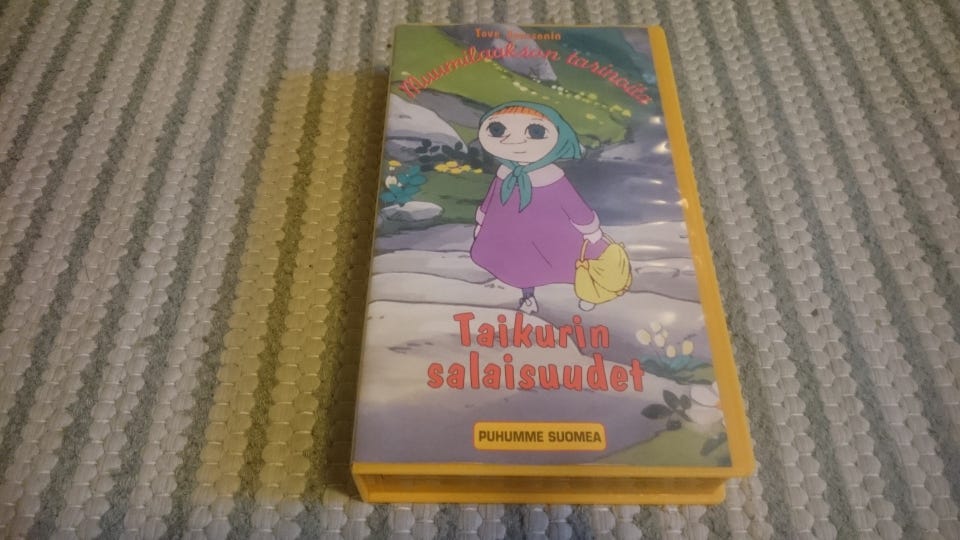 Tove Janssonin
Muumilaakson tarinoita
Taikurin
salaisuudet
PUHUMME SUOMEA